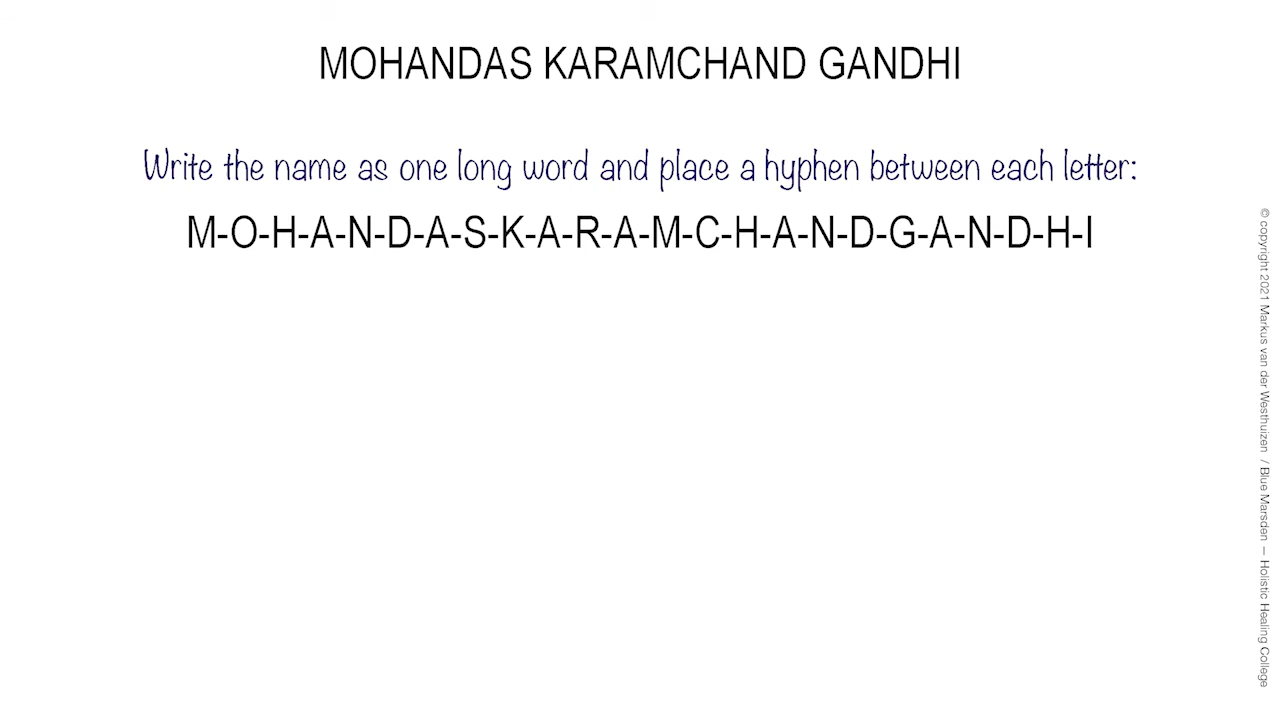 MOHANDAS KARAMCHAND GANDHI
Write the name as one long word and place a hyphen between each letter:
M-O-H-A-N-D-A-S-K-A-R-A-M-C-H-A-N-D-G-A-N-D-H-I
© copyright 2021 Markus van der Westhuizen / Blue Marsden – Holistic Healing College